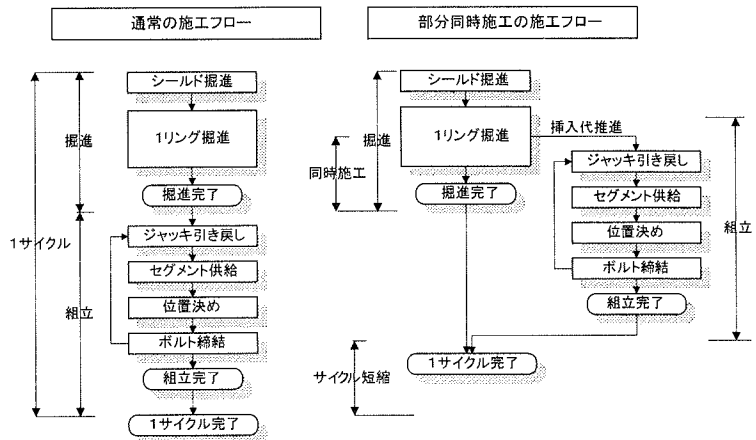 通常の施工フロー
シールド掘進
1リング掘進
掘進完了
ジャッキ引き戻し
セグメント供給
位置決め
ボルト締結
組立完了
1サイクル完了
掘進
組立
1サイクル
部分同時施工の施工フロー
シールド掘進
1リング掘進
掘進完了
挿入代推進
ジャッキ引き戻し
セグメント供給
位置決め
ボルト締結
組立完了
1サイクル完了
掘進
同時施工
組立
サイクル短縮